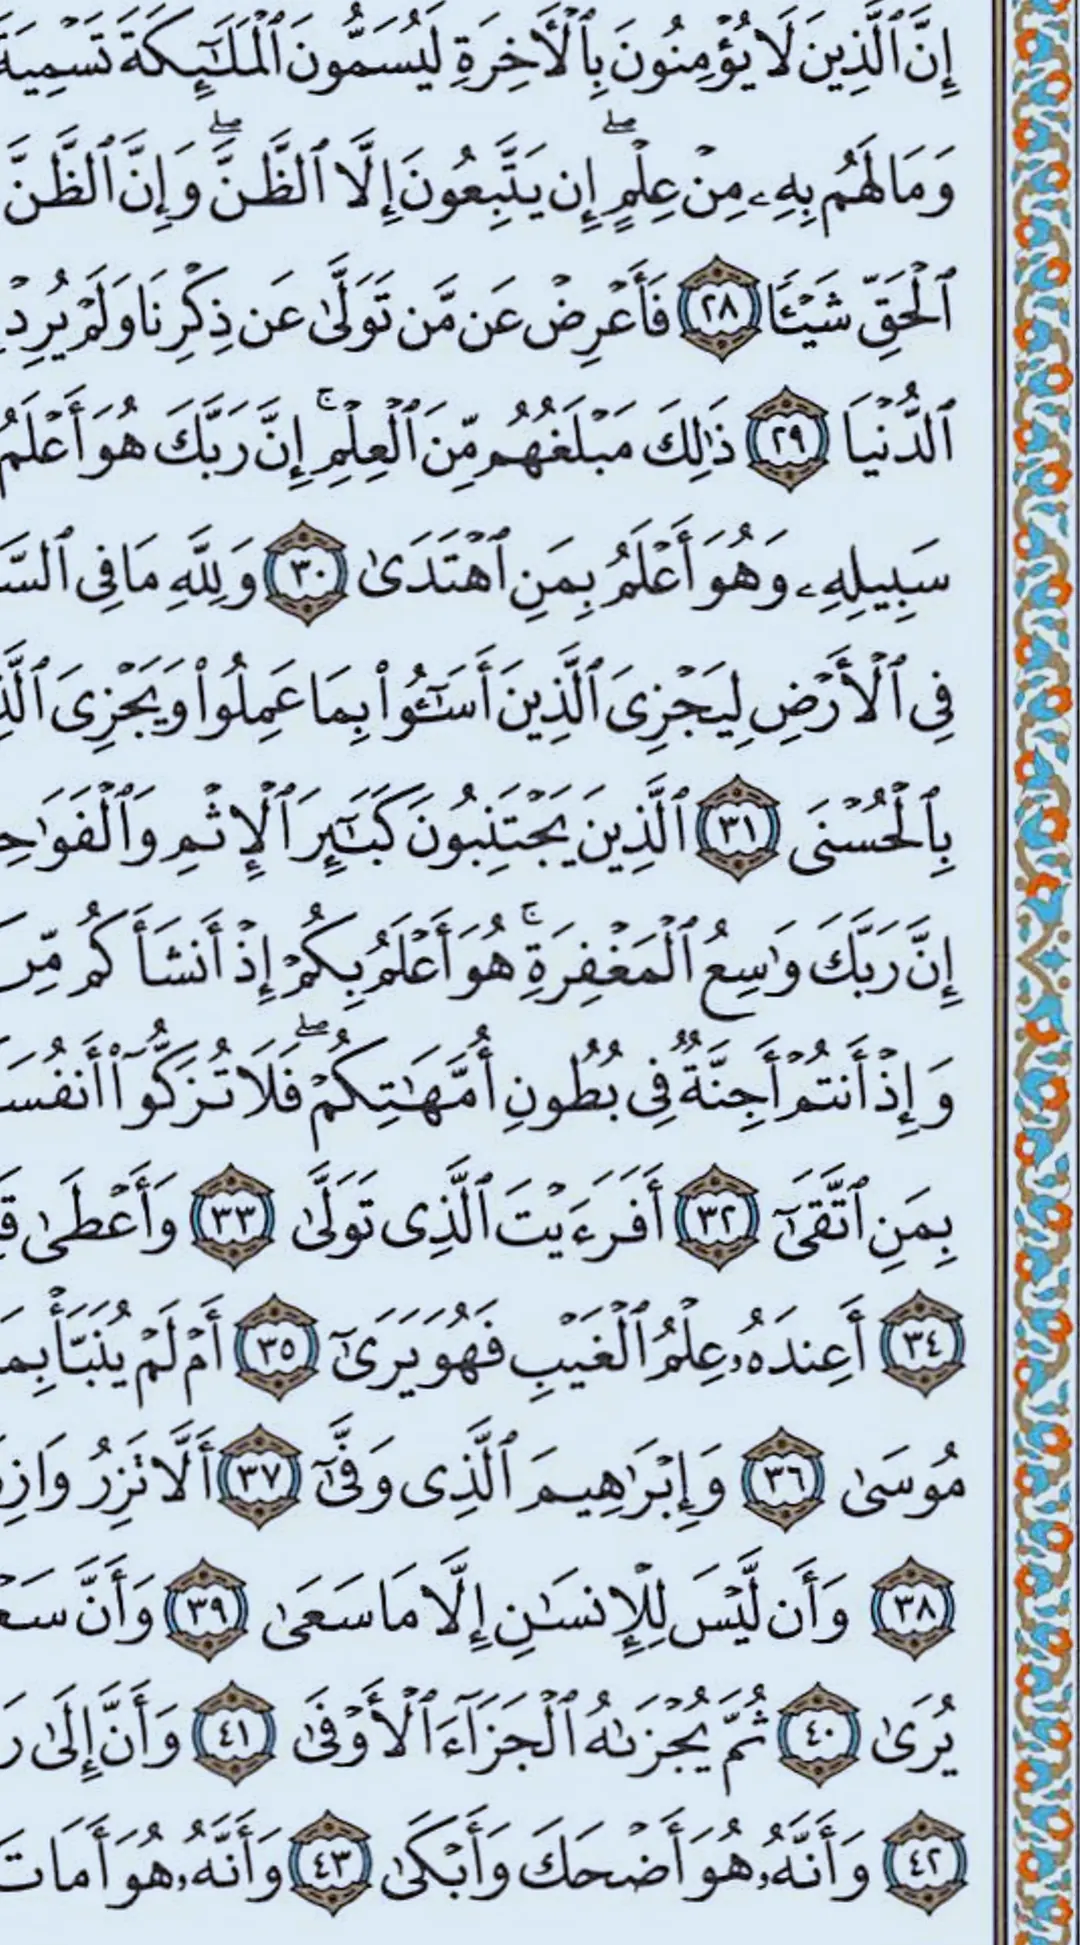 إِنَّ ٱلَّذِينَ لَا يُؤْمِنُونَ بِٱلْأَخِرَةِ لَيُسَمُّونَ ٱلْمَلَٰٓئِكَةَ تَسْمِيَةَ
وَمَا لَهُم بِهِۦ مِنْ عِلْمٍ ۖ إِن يَتَّبِعُونَ إِلَّا ٱلظَّنَّ ۖ وَإِنَّ ٱلظَّنَّ
ٱلْحَقِّ شَيْـًٔا ٢٨ فَأَعْرِضْ عَن مَّن تَوَلَّىٰ عَن ذِكْرِنَا وَلَمْ يُرِدْ
ٱلدُّنْيَا ٢٩ ذَٰلِكَ مَبْلَغُهُم مِّنَ ٱلْعِلْمِ ۚ إِنَّ رَبَّكَ هُوَ أَعْلَمُ
سَبِيلِهِۦ وَهُوَ أَعْلَمُ بِمَنِ ٱهْتَدَىٰ ٣٠ وَلِلَّهِ مَا فِى
فِى ٱلْأَرْضِ لِيَجْزِىَ ٱلَّذِينَ أَسَٰٓـُٔوا۟ بِمَا عَمِلُوا۟ وَيَجْزِىَ
بِٱلْحُسْنَى ٣١ ٱلَّذِينَ يَجْتَنِبُونَ كَبَٰٓئِرَ ٱلْإِثْمِ
إِنَّ رَبَّكَ وَٰسِعُ ٱلْمَغْفِرَةِ ۚ هُوَ أَعْلَمُ بِكُمْ إِذْ أَنشَأَكُم
وَإِذْ أَنتُمْ أَجِنَّةٌ فِى بُطُونِ أُمَّهَٰتِكُمْ ۖ فَلَا تُزَكُّوٓا۟
بِمَنِ ٱتَّقَىٰٓ ٣٢ أَفَرَءَيْتَ ٱلَّذِى تَوَلَّىٰ ٣٣ وَأَعْطَىٰ
٣٤ أَعِندَهُۥ عِلْمُ ٱلْغَيْبِ فَهُوَ يَرَىٰٓ ٣٥ أَمْ لَمْ يُنَبَّأْ
مُوسَىٰ ٣٦ وَإِبْرَٰهِيمَ ٱلَّذِى وَفَّىٰٓ ٣٧ أَلَّا تَزِرُ
٣٨ وَأَن لَّيْسَ لِلْإِنسَٰنِ إِلَّا مَا سَعَىٰ ٣٩ وَأَنَّ
يُرَىٰ ٤٠ ثُمَّ يُجْزَىٰهُ ٱلْجَزَآءَ ٱلْأَوْفَىٰ ٤١ وَأَنَّ إِلَىٰ
٤٢ وَأَنَّهُۥ هُوَ أَضْحَكَ وَأَبْكَىٰ ٤٣ وَأَنَّهُۥ هُوَ أَمَاتَ